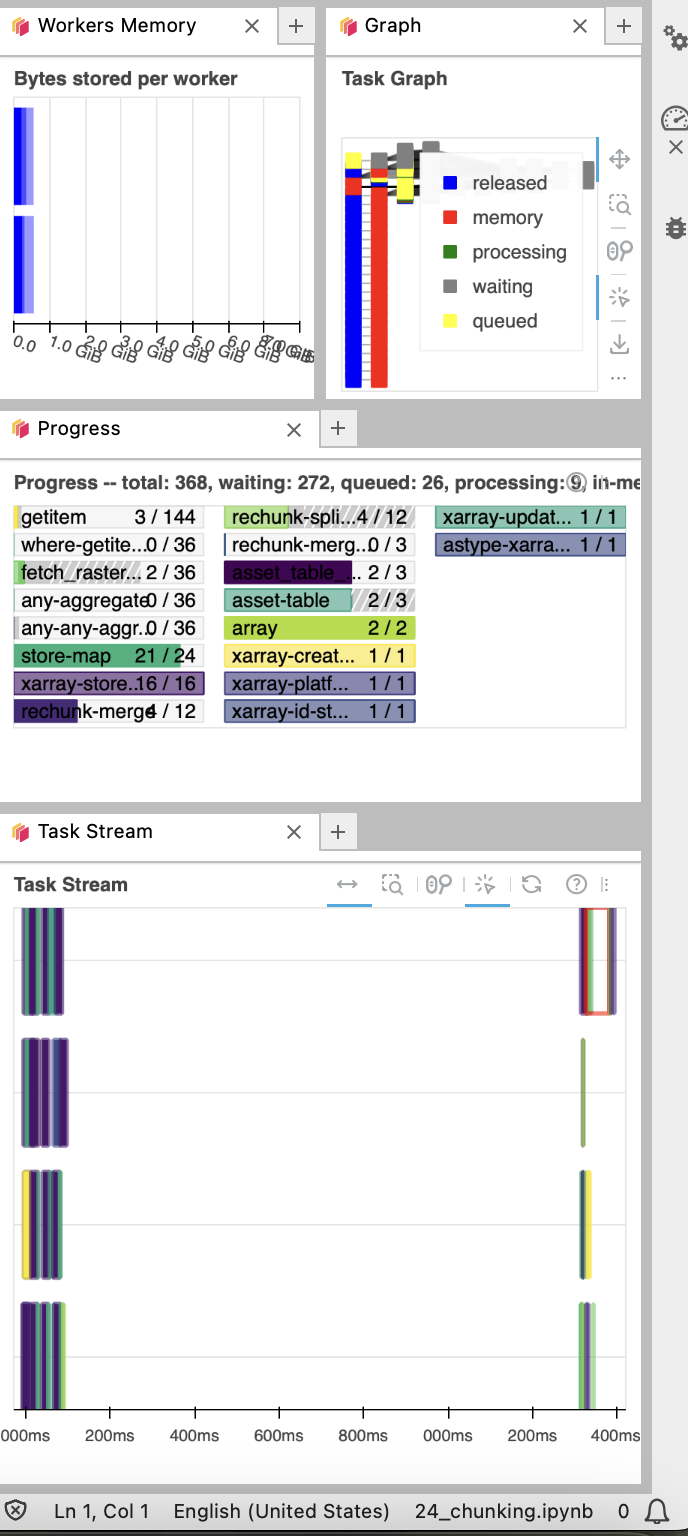 Workers Memory
Graph
Bytes stored per worker
Task Graph
released
memory
processing
waiting
queued
0.0
1.0 GiB
2.0 GiB
3.0 GiB
4.0 GiB
5.0 GiB
6.0 GiB
Progress
Progress -- total: 368, waiting: 272, queued: 26, processing: 9, in-me
getitem 3 / 144
rechunk-spli... 4 / 12
xarray-updat... 1 / 1
where-getite... 0 / 36
rechunk-merg... 0 / 3
astype-xarra... 1 / 1
fetch_raster... 2 / 36
asset_table_... 2 / 3
any-aggregate 0 / 36
asset-table 2 / 3
any-any-aggr... 0 / 36
array 2 / 2
store-map 21 / 24
xarray-creat... 1 / 1
xarray-store... 16 / 16
xarray-platf... 1 / 1
rechunk-merge 4 / 12
xarray-id-st... 1 / 1
Task Stream
Task Stream
000ms 200ms 400ms 600ms 800ms 000ms 200ms 400ms
Ln 1, Col 1 English (United States) 24_chunking.ipynb 0